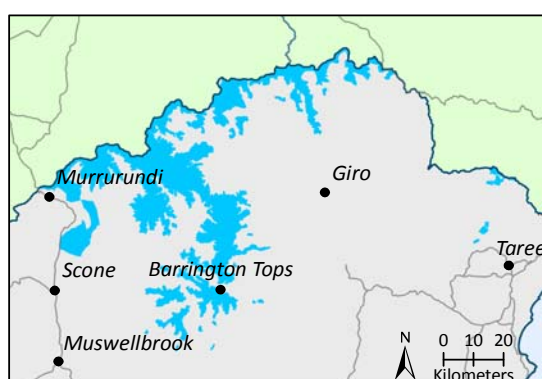 Murrurundi
Giro
Taree
Scone
Barrington Tops
Muswellbrook
N
0 10 20
Kilometers